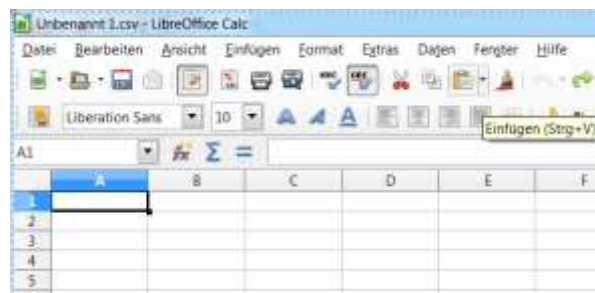 Unbenannt 1.csv - LibreOffice Calc
Datei Bearbeiten Ansicht Einfügen Format Extras Daten Fenster Hilfe
Liberation Sans 10
Einfügen (Strg+V)
A1
A B C D E F
1
2
3
4
5